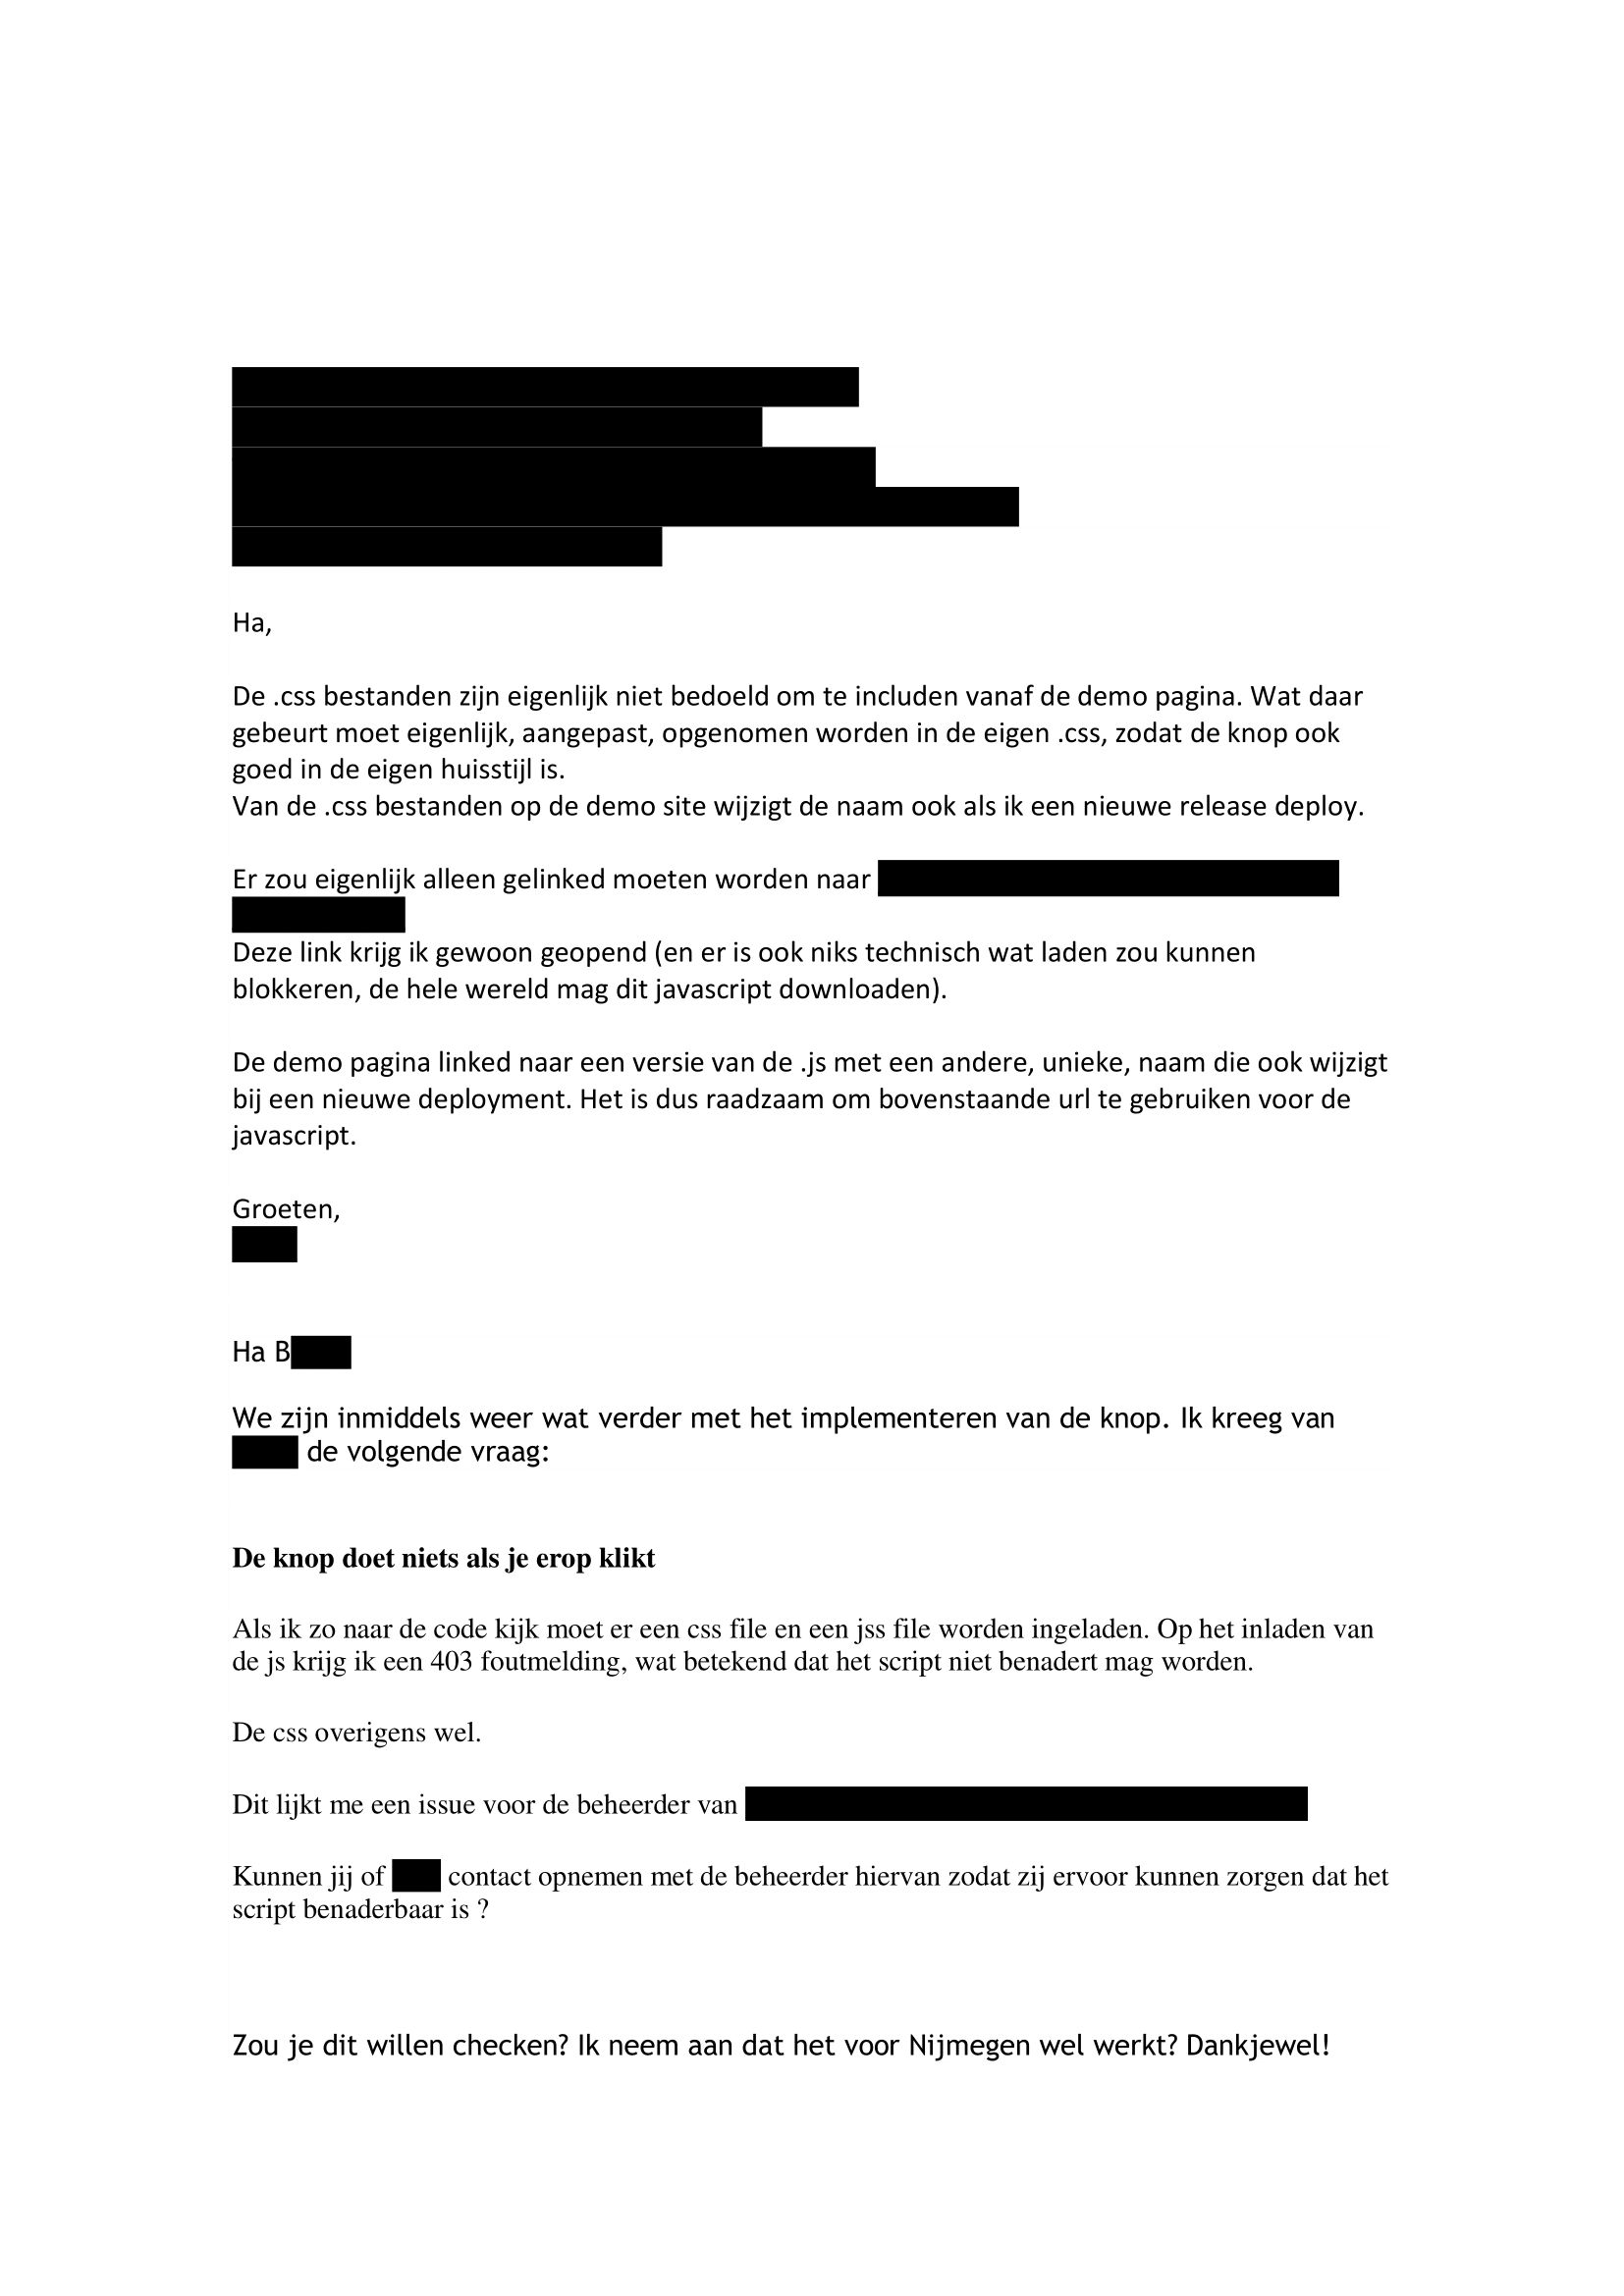 Ha,
De .css bestanden zijn eigenlijk niet bedoeld om te includen vanaf de demo pagina. Wat daar
gebeurt moet eigenlijk, aangepast, opgenomen worden in de eigen .css, zodat de knop ook
goed in de eigen huisstijl is.
Van de .css bestanden op de demo site wijzigt de naam ook als ik een nieuwe release deploy.
Er zou eigenlijk alleen gelinked moeten worden naar
Deze link krijg ik gewoon geopend (en er is ook niks technisch wat laden zou kunnen
blokkeren, de hele wereld mag dit javascript downloaden).
De demo pagina linked naar een versie van de .js met een andere, unieke, naam die ook wijzigt
bij een nieuwe deployment. Het is dus raadzaam om bovenstaande url te gebruiken voor de
javascript.
Groeten,
Ha B
We zijn inmiddels weer wat verder met het implementeren van de knop. Ik kreeg van
de volgende vraag:
De knop doet niets als je erop klikt
Als ik zo naar de code kijk moet er een css file en een jss file worden ingeladen. Op het inladen van
de js krijg ik een 403 foutmelding, wat betekend dat het script niet benadert mag worden.
De css overigens wel.
Dit lijkt me een issue voor de beheerder van
Kunnen jij of contact opnemen met de beheerder hiervan zodat zij ervoor kunnen zorgen dat het
script benaderbaar is ?
Zou je dit willen checken? Ik neem aan dat het voor Nijmegen wel werkt? Dankjewel!